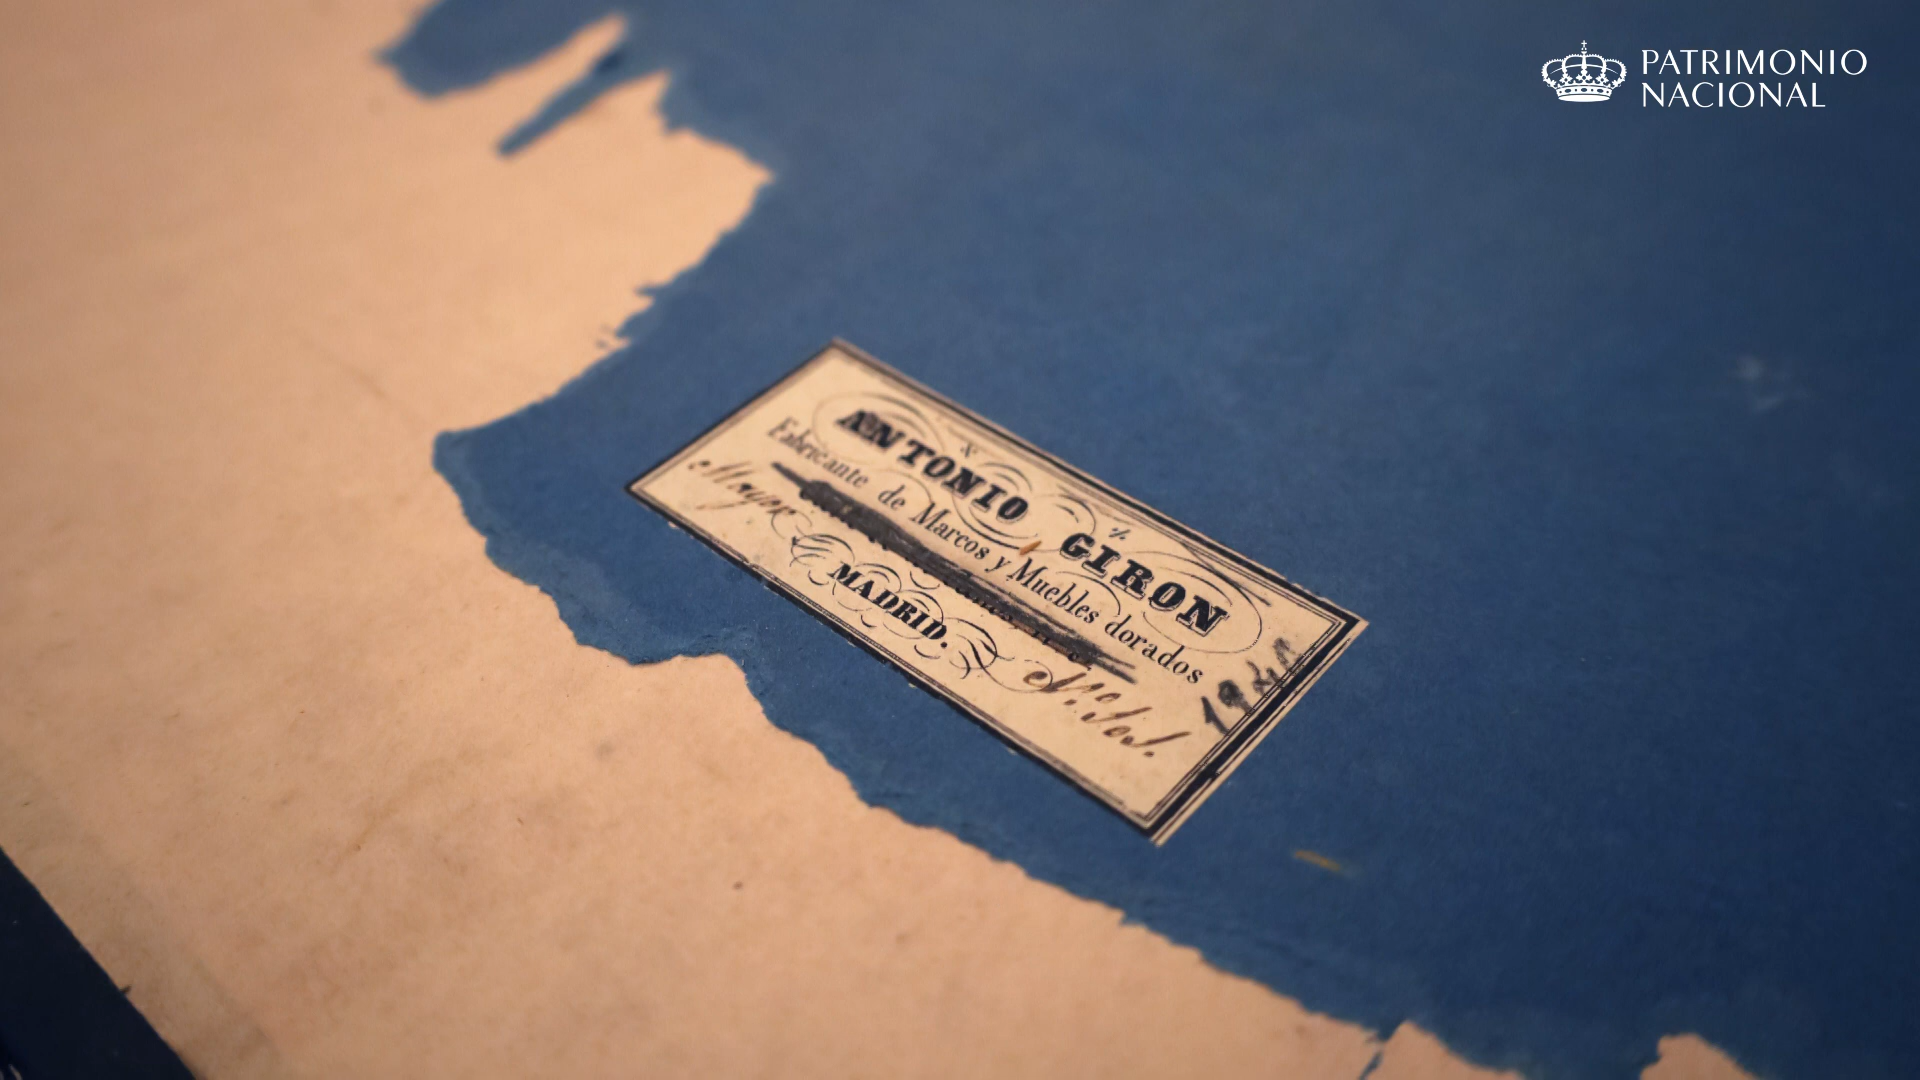 PATRIMONIO
NACIONAL
ANTONIO GIRON
Fabricante de Marcos y Muebles dorados
Mayor
MADRID.